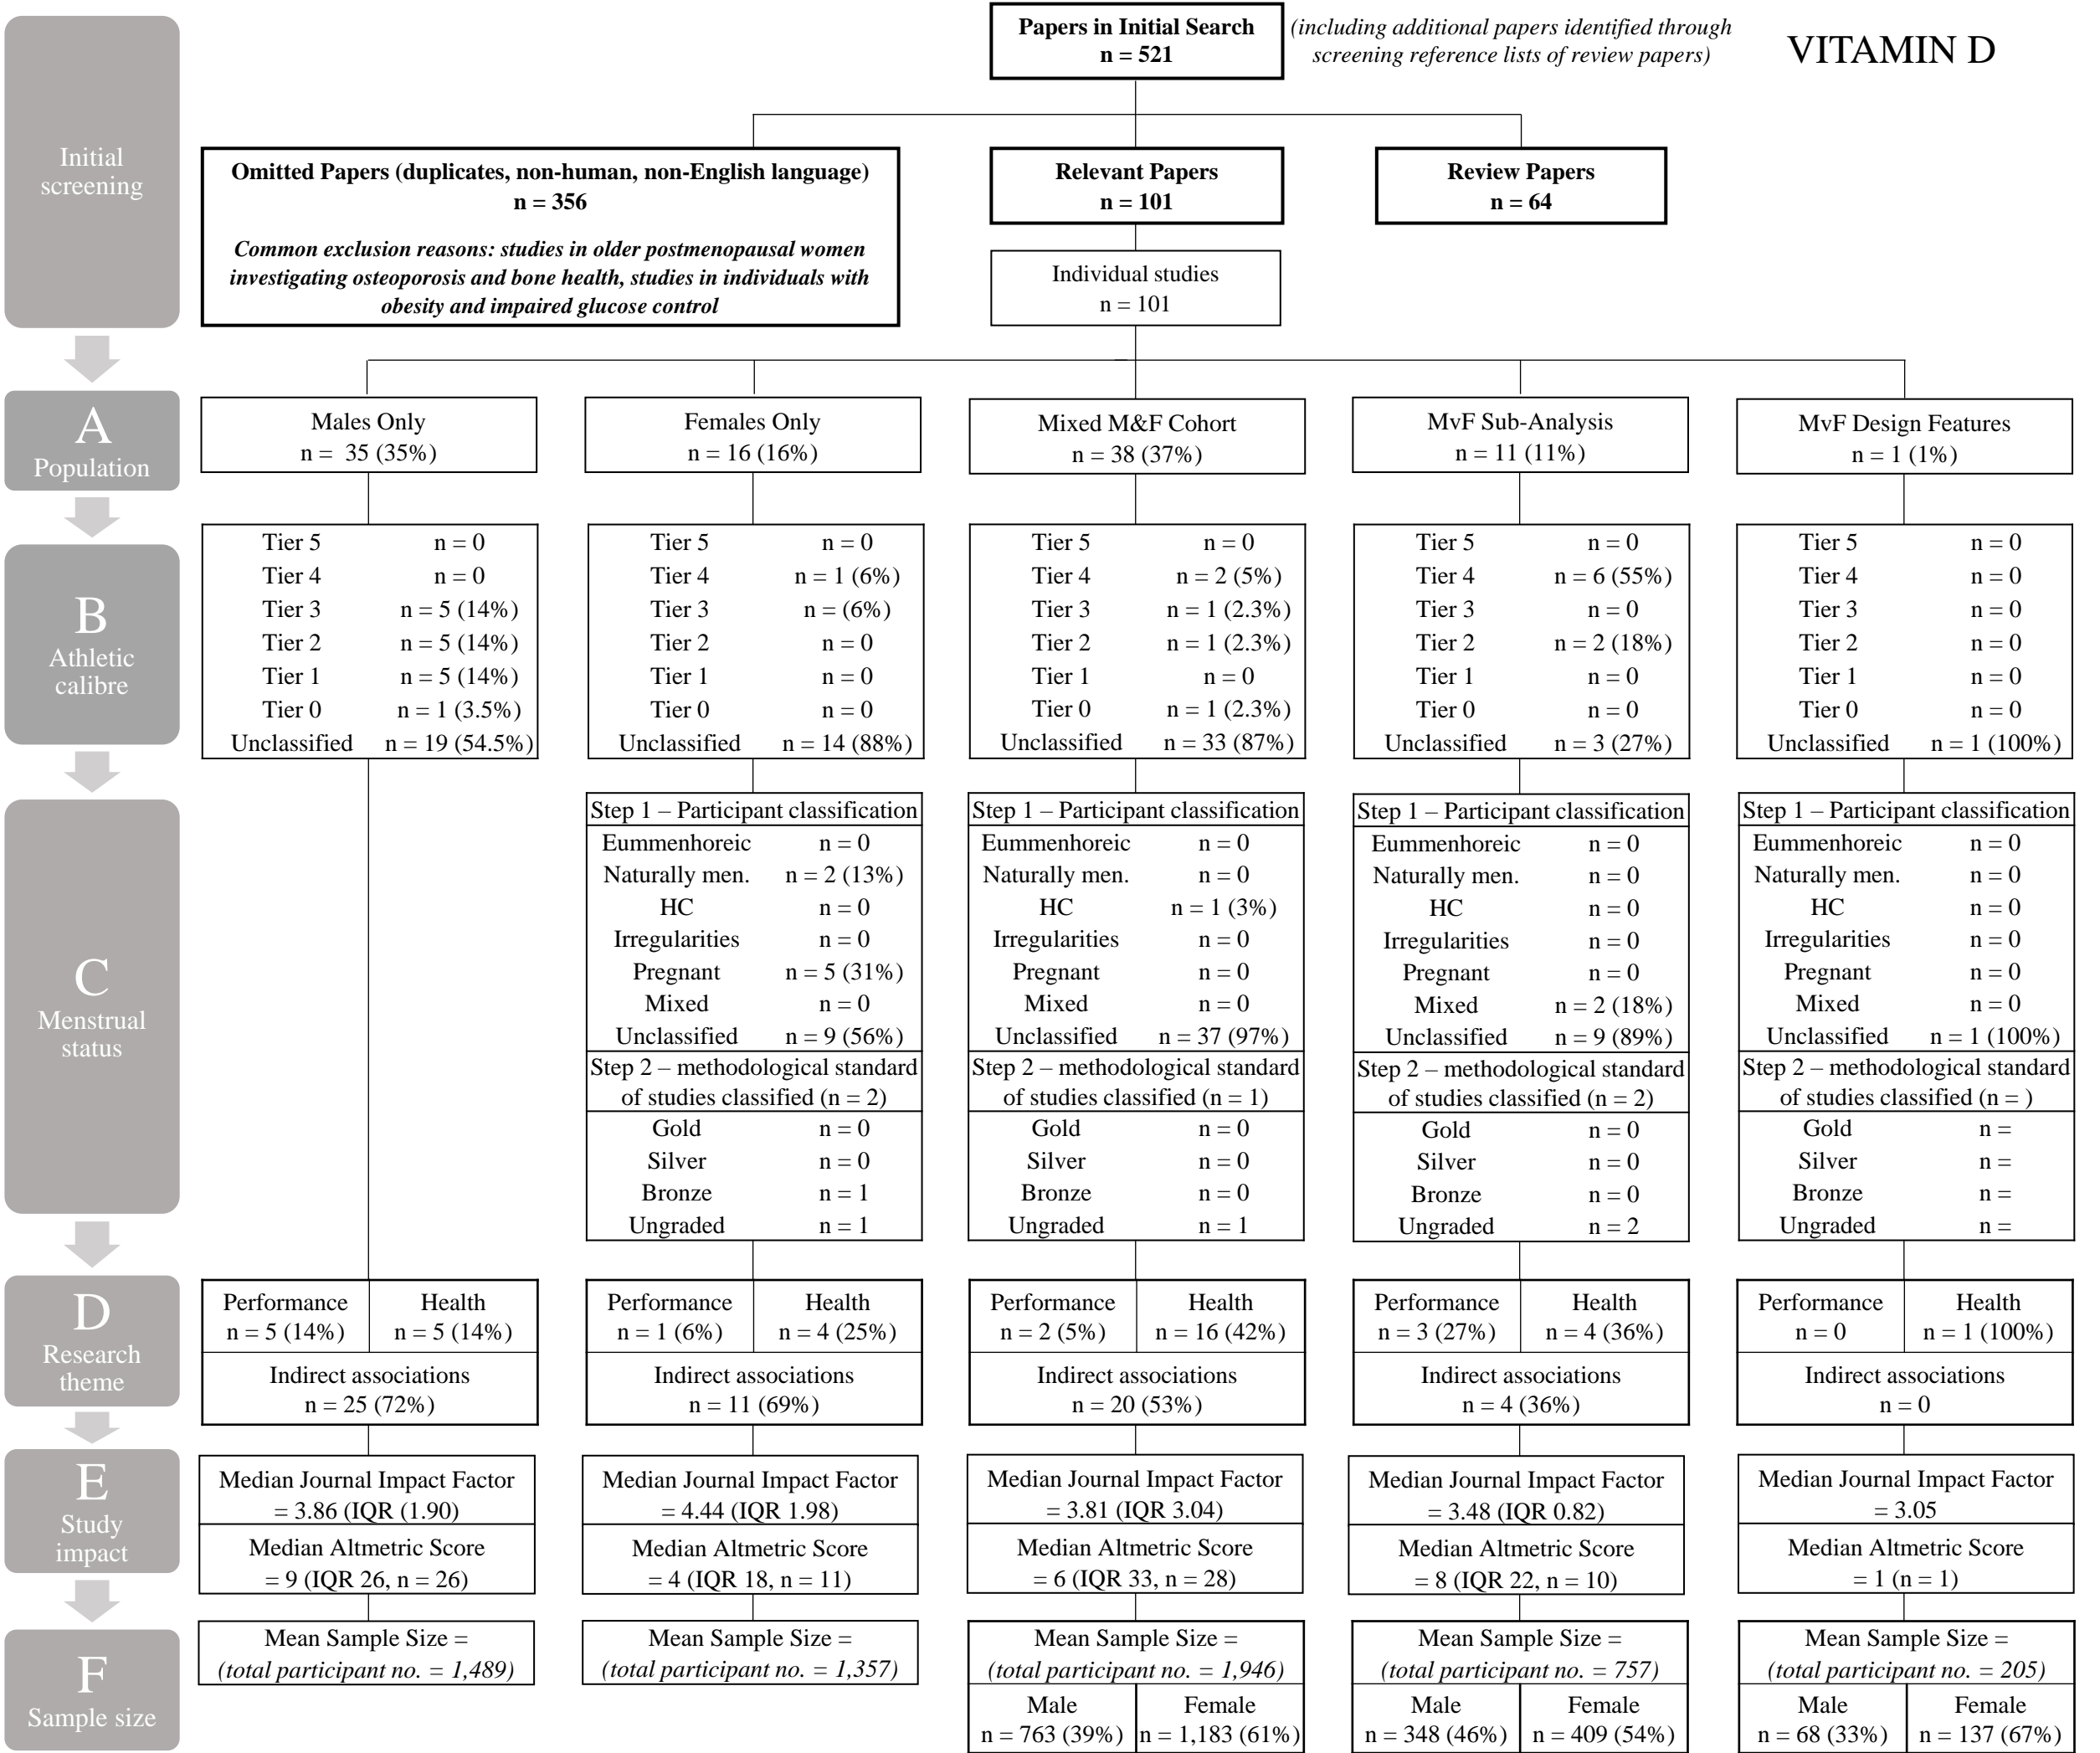 Papers in Initial Search
n = 521
(including additional papers identified through
screening reference lists of review papers)
VITAMIN D
Initial
screening
Omitted Papers (duplicates, non-human, non-English language)
n = 356
Common exclusion reasons: studies in older postmenopausal women
investigating osteoporosis and bone health, studies in individuals with
obesity and impaired glucose control
Relevant Papers
n = 101
Review Papers
n = 64
Individual studies
n = 101
A
Population
Males Only
n = 35 (35%)
Females Only
n = 16 (16%)
Mixed M&F Cohort
n = 38 (37%)
MvF Sub-Analysis
n = 11 (11%)
MvF Design Features
n = 1 (1%)
B
Athletic
calibre
Tier 5 n = 0
Tier 4 n = 0
Tier 3 n = 5 (14%)
Tier 2 n = 5 (14%)
Tier 1 n = 5 (14%)
Tier 0 n = 1 (3.5%)
Unclassified n = 19 (54.5%)
Tier 5 n = 0
Tier 4 n = 1 (6%)
Tier 3 n = (6%)
Tier 2 n = 0
Tier 1 n = 0
Tier 0 n = 0
Unclassified n = 14 (88%)
Tier 5 n = 0
Tier 4 n = 2 (5%)
Tier 3 n = 1 (2.3%)
Tier 2 n = 1 (2.3%)
Tier 1 n = 0
Tier 0 n = 1 (2.3%)
Unclassified n = 33 (87%)
Tier 5 n = 0
Tier 4 n = 6 (55%)
Tier 3 n = 0
Tier 2 n = 2 (18%)
Tier 1 n = 0
Tier 0 n = 0
Unclassified n = 3 (27%)
Tier 5 n = 0
Tier 4 n = 0
Tier 3 n = 0
Tier 2 n = 0
Tier 1 n = 0
Tier 0 n = 0
Unclassified n = 1 (100%)
C
Menstrual
status
Step 1 – Participant classification
Eummenhoreic n = 0
Naturally men. n = 2 (13%)
HC n = 0
Irregularities n = 0
Pregnant n = 5 (31%)
Mixed n = 0
Unclassified n = 9 (56%)
Step 2 – methodological standard
of studies classified (n = 2)
Gold n = 0
Silver n = 0
Bronze n = 1
Ungraded n = 1
Step 1 – Participant classification
Eummenhoreic n = 0
Naturally men. n = 0
HC n = 1 (3%)
Irregularities n = 0
Pregnant n = 0
Mixed n = 0
Unclassified n = 37 (97%)
Step 2 – methodological standard
of studies classified (n = 1)
Gold n = 0
Silver n = 0
Bronze n = 0
Ungraded n = 1
Step 1 – Participant classification
Eummenhoreic n = 0
Naturally men. n = 0
HC n = 0
Irregularities n = 0
Pregnant n = 0
Mixed n = 2 (18%)
Unclassified n = 9 (89%)
Step 2 – methodological standard
of studies classified (n = 2)
Gold n = 0
Silver n = 0
Bronze n = 0
Ungraded n = 2
Step 1 – Participant classification
Eummenhoreic n = 0
Naturally men. n = 0
HC n = 0
Irregularities n = 0
Pregnant n = 0
Mixed n = 0
Unclassified n = 1 (100%)
Step 2 – methodological standard
of studies classified (n = )
Gold n =
Silver n =
Bronze n =
Ungraded n =
D
Research
theme
Performance Health
n = 5 (14%) n = 5 (14%)
Indirect associations
n = 25 (72%)
Performance Health
n = 1 (6%) n = 4 (25%)
Indirect associations
n = 11 (69%)
Performance Health
n = 2 (5%) n = 16 (42%)
Indirect associations
n = 20 (53%)
Performance Health
n = 3 (27%) n = 4 (36%)
Indirect associations
n = 4 (36%)
Performance Health
n = 0 n = 1 (100%)
Indirect associations
n = 0
E
Study
impact
Median Journal Impact Factor
= 3.86 (IQR (1.90)
Median Altmetric Score
= 9 (IQR 26, n = 26)
Median Journal Impact Factor
= 4.44 (IQR 1.98)
Median Altmetric Score
= 4 (IQR 18, n = 11)
Median Journal Impact Factor
= 3.81 (IQR 3.04)
Median Altmetric Score
= 6 (IQR 33, n = 28)
Median Journal Impact Factor
= 3.48 (IQR 0.82)
Median Altmetric Score
= 8 (IQR 22, n = 10)
Median Journal Impact Factor
= 3.05
Median Altmetric Score
= 1 (n = 1)
F
Sample size
Mean Sample Size =
(total participant no. = 1,489)
Mean Sample Size =
(total participant no. = 1,357)
Mean Sample Size =
(total participant no. = 1,946)
Male Female
n = 763 (39%) n = 1,183 (61%)
Mean Sample Size =
(total participant no. = 757)
Male Female
n = 348 (46%) n = 409 (54%)
Mean Sample Size =
(total participant no. = 205)
Male Female
n = 68 (33%) n = 137 (67%)